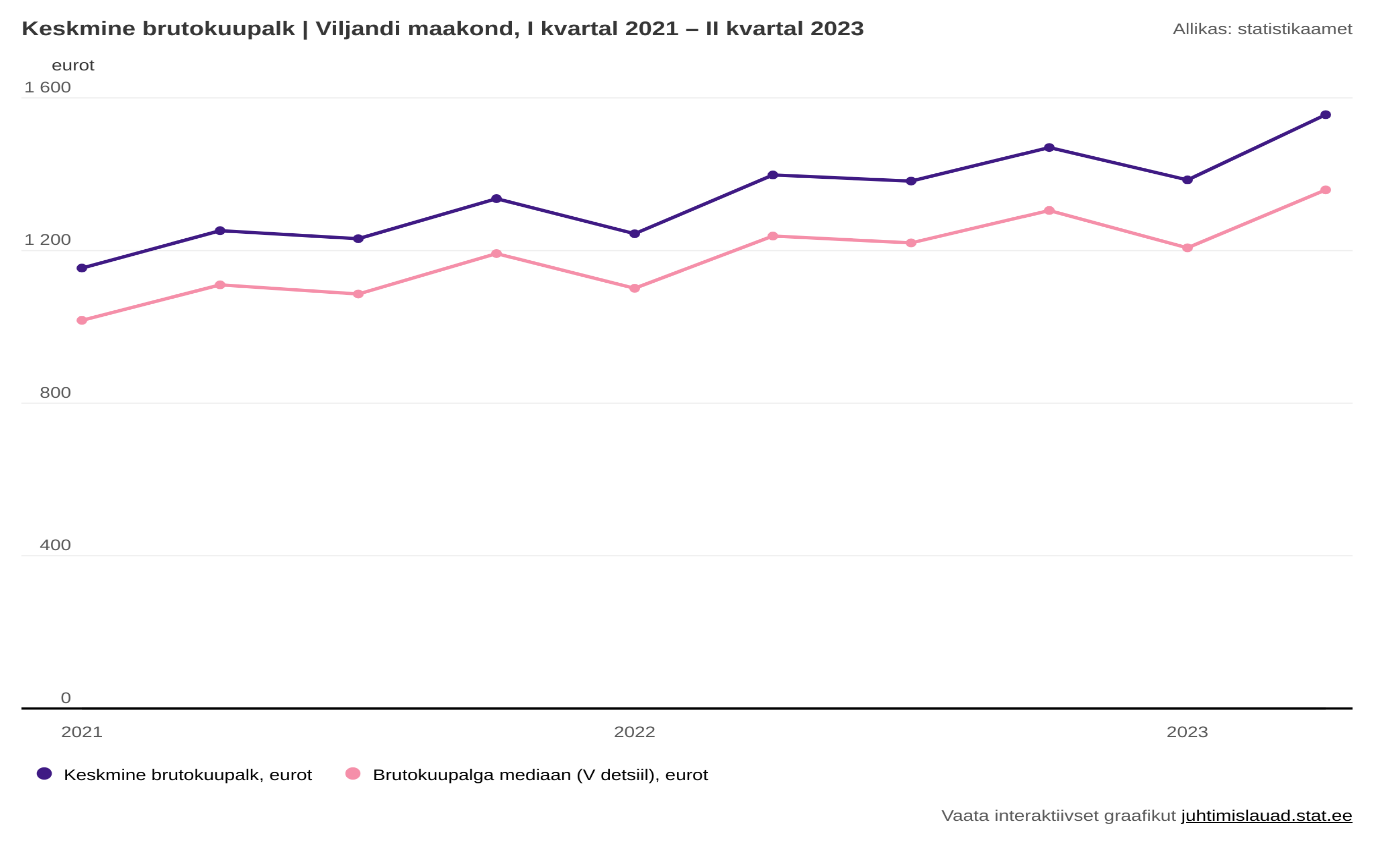 Keskmine brutokuupalk | Viljandi maakond, I kvartal 2021 – II kvartal 2023
Allikas: statistikaamet
eurot
1 600
1 200
800
400
0
2021 2022 2023
Keskmine brutokuupalk, eurot Brutokuupalga mediaan (V detsiil), eurot
Vaata interaktiivset graafikut juhtimislauad.stat.ee